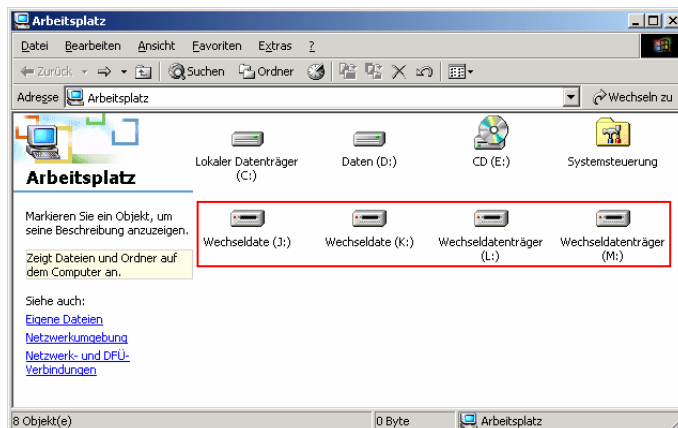 Arbeitsplatz
Datei Bearbeiten Ansicht Favoriten Extras ?
Zurück Suchen Ordner
Adresse Arbeitsplatz Wechseln zu
Arbeitsplatz
Markieren Sie ein Objekt, um
seine Beschreibung anzuzeigen.
Zeigt Dateien und Ordner auf
dem Computer an.
Siehe auch:
Eigene Dateien
Netzwerkumgebung
Netzwerk- und DFÜ-
Verbindungen
Lokaler Datenträger
(C:)
Daten (D:)
CD (E:)
Systemsteuerung
Wechseldate (J:)
Wechseldate (K:)
Wechseldatenträger
(L:)
Wechseldatenträger
(M:)
8 Objekt(e) 0 Byte Arbeitsplatz